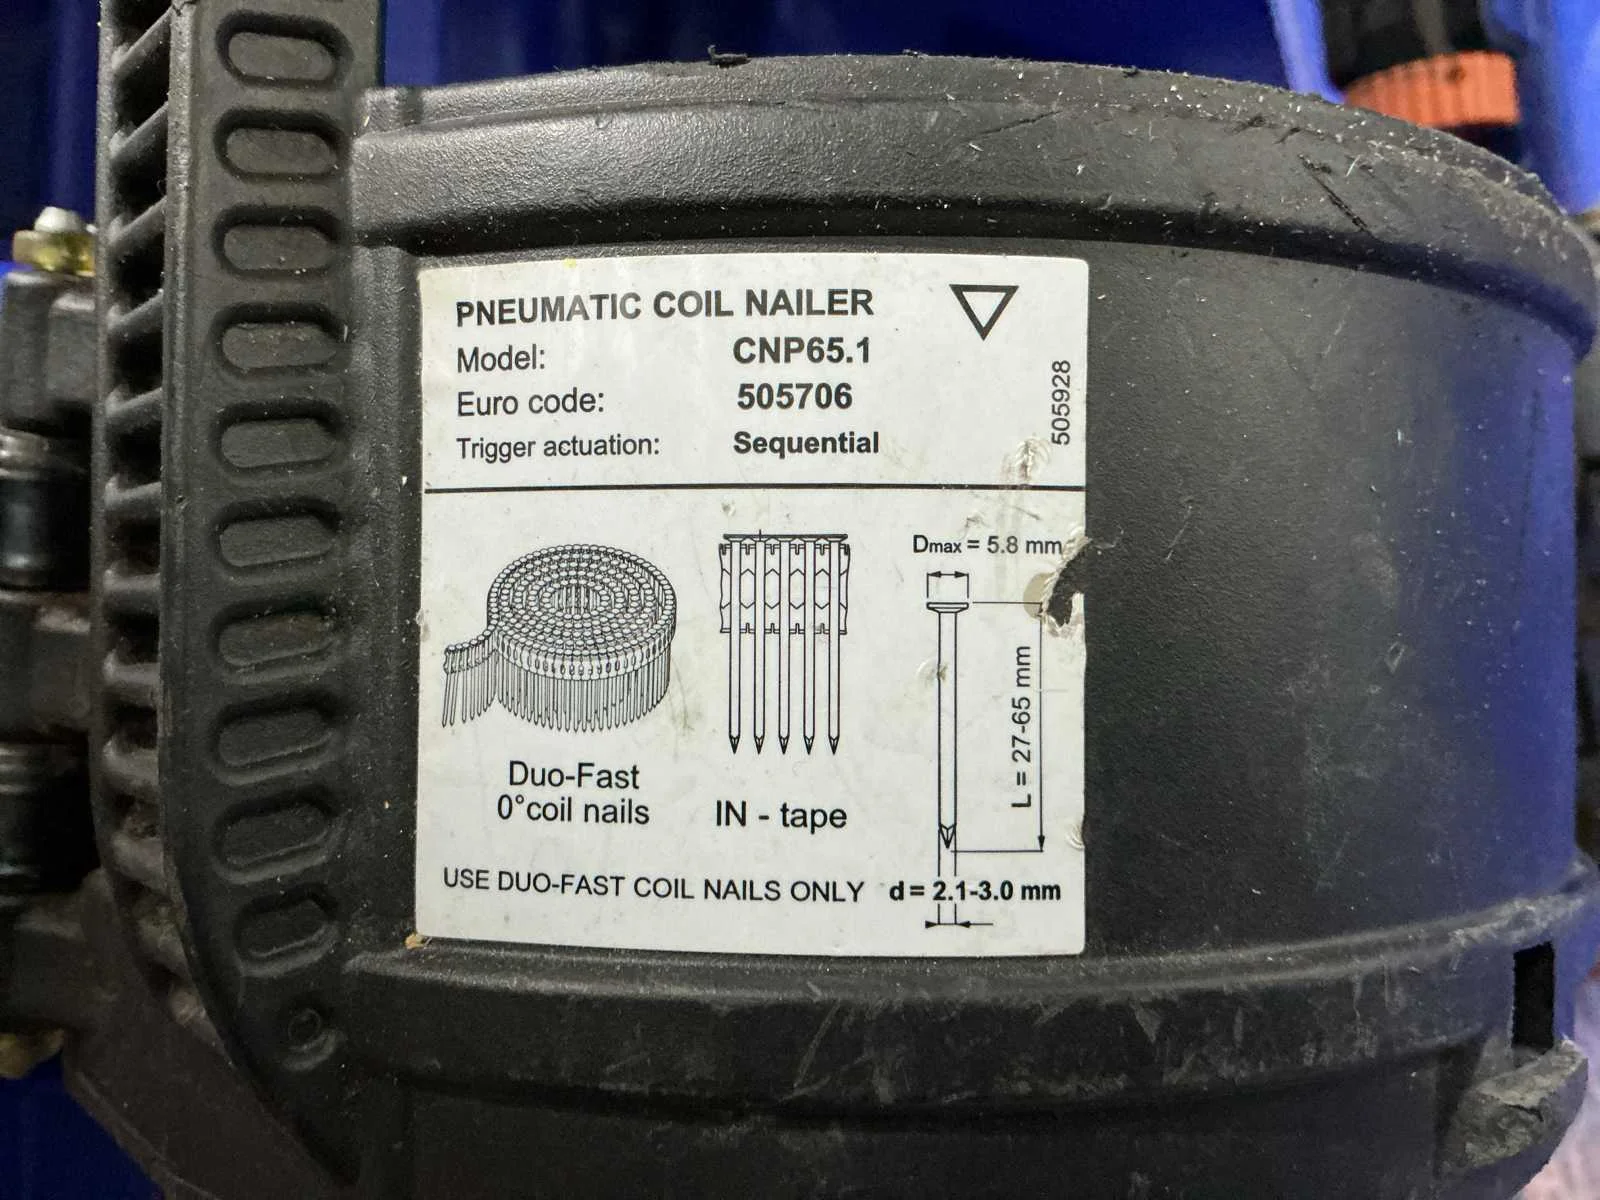 PNEUMATIC COIL NAILER
Model: CNP65.1
Euro code: 505706
Trigger actuation: Sequential
505928
Dmax = 5.8 mm
L = 27-65 mm
Duo-Fast
0°coil nails
IN - tape
USE DUO-FAST COIL NAILS ONLY
d = 2.1-3.0 mm